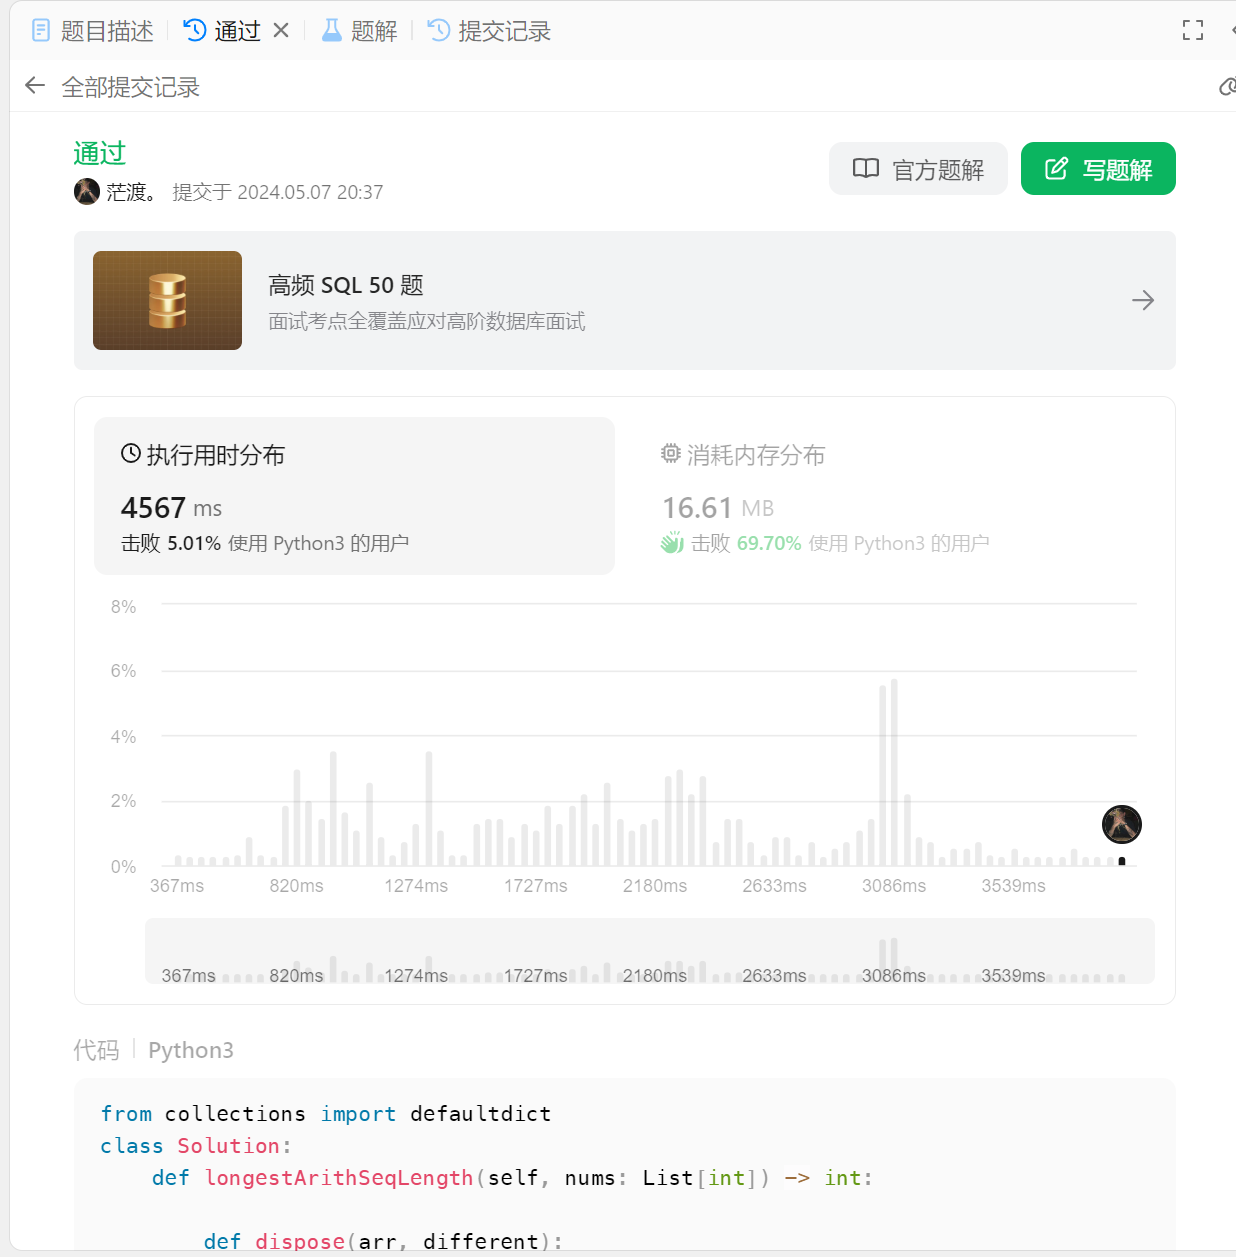 题目描述 通过 题解 提交记录
全部提交记录
通过
官方题解 写题解
茫渡。 提交于 2024.05.07 20:37
高频 SQL 50 题
面试考点全覆盖应对高阶数据库面试
执行用时分布 消耗内存分布
4567 ms 16.61 MB
击败 5.01% 使用 Python3 的用户 击败 69.70% 使用 Python3 的用户
8%
6%
4%
2%
0%
367ms 820ms 1274ms 1727ms 2180ms 2633ms 3086ms 3539ms
367ms 820ms 1274ms 1727ms 2180ms 2633ms 3086ms 3539ms
代码 Python3
from collections import defaultdict
class Solution:
    def longestArithSeqLength(self, nums: List[int]) -> int:
        def dispose(arr, different):